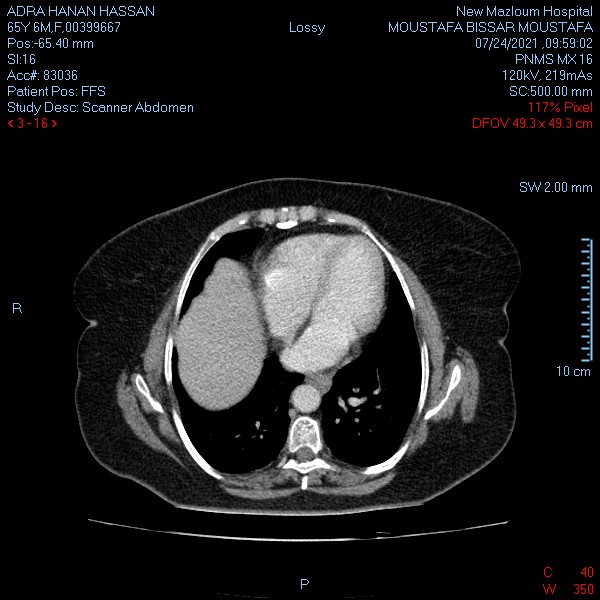 ADRA HANAN HASSAN
65Y 6M,F,00399667
Pos:-65.40 mm
SI:16
Acc#: 83036
Patient Pos: FFS
Study Desc: Scanner Abdomen
< 3 - 16 >
Lossy
New Mazloum Hospital
MOUSTAFA BISSAR MOUSTAFA
07/24/2021 ,09:59:02
PNMS MX 16
120kV, 219mAs
SC:500.00 mm
117% Pixel
DFOV 49.3 x 49.3 cm
SW 2.00 mm
R
10 cm
P
C 40
W 350